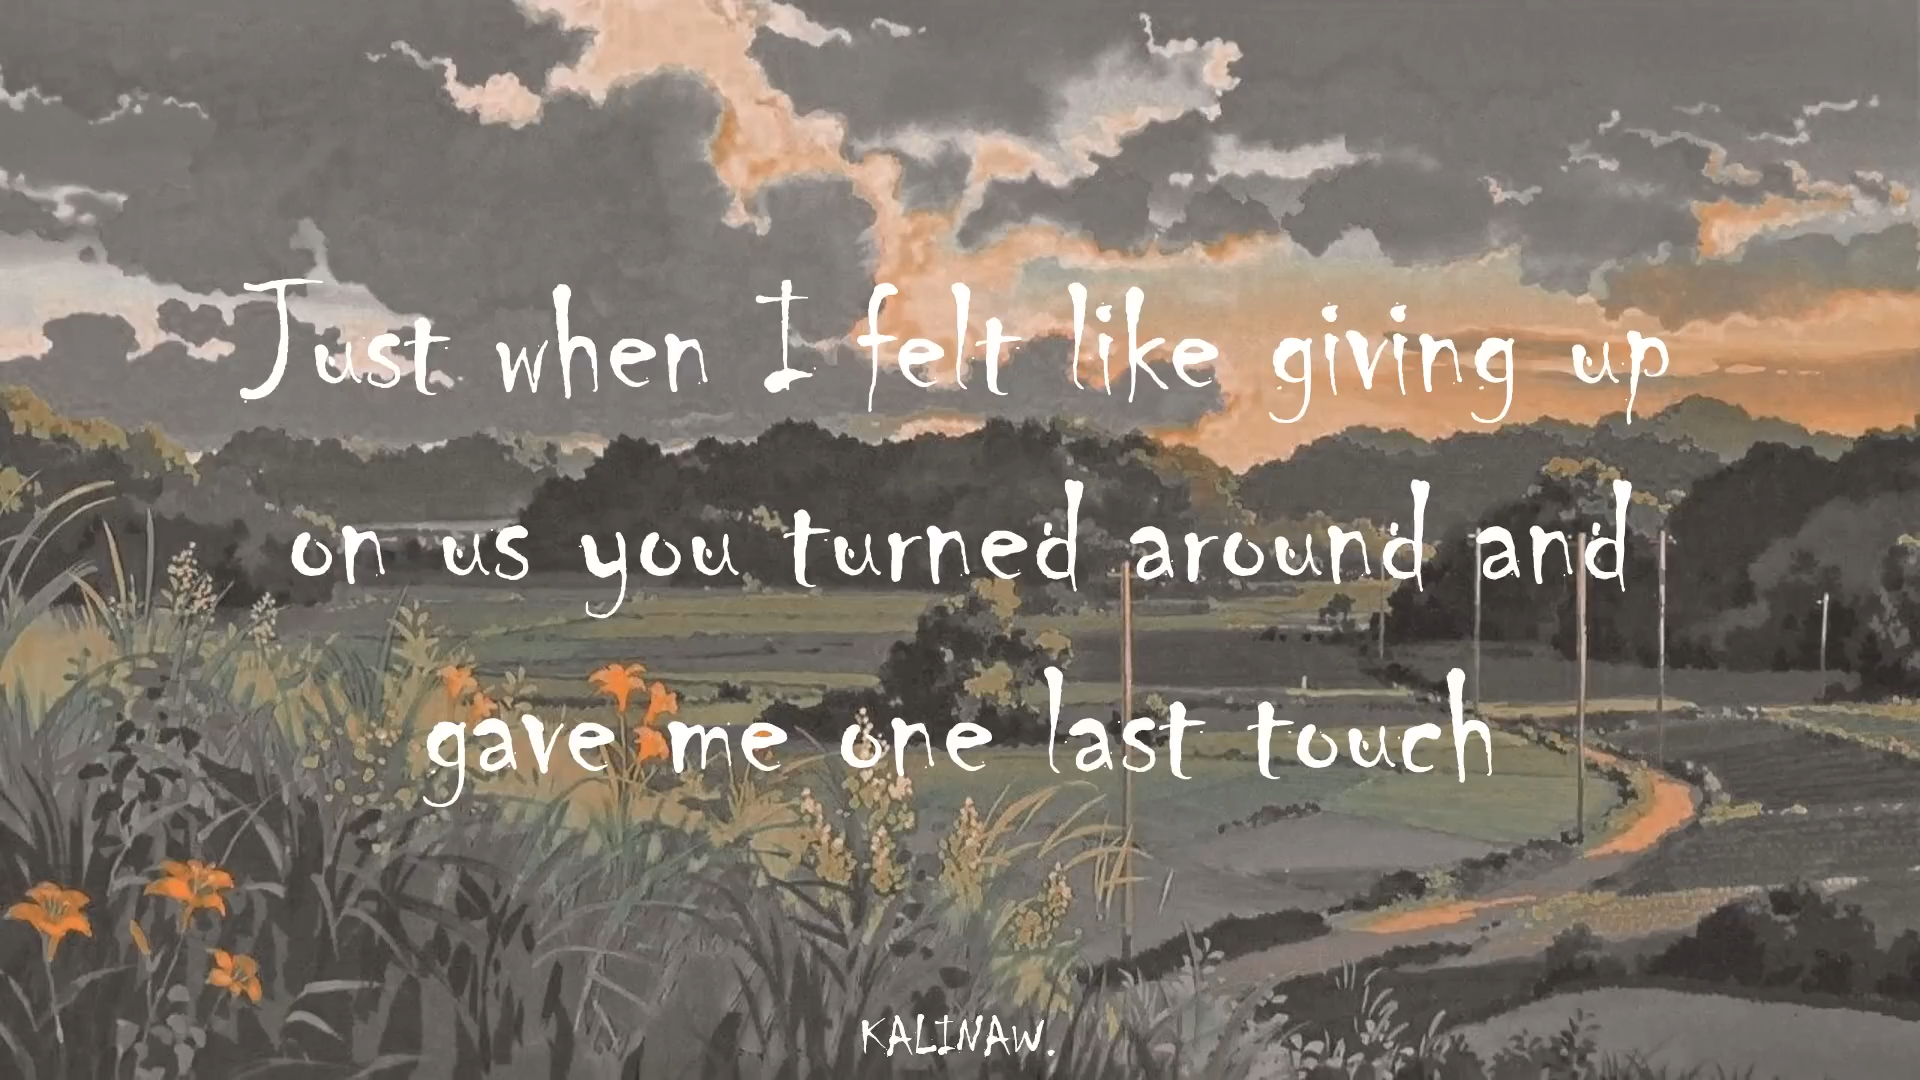 Just when I felt like giving up
on us you turned around and
gave me one last touch
KALINAW.